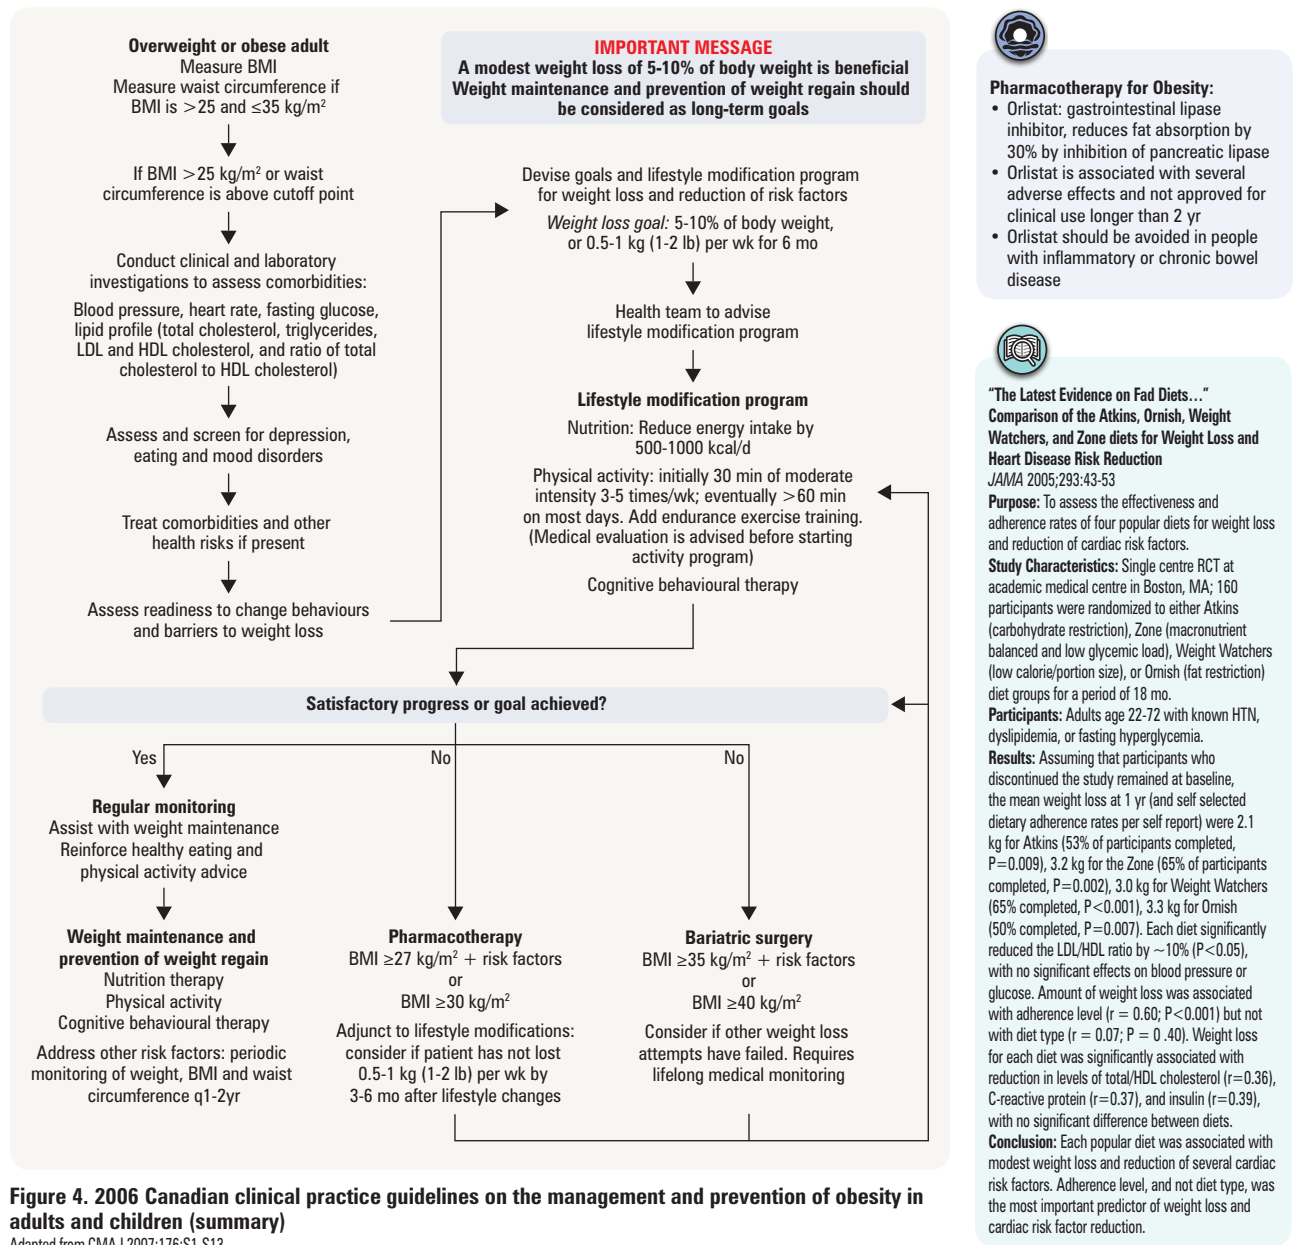 Overweight or obese adult
Measure BMI
Measure waist circumference if
BMI is >25 and ≤35 kg/m²
If BMI >25 kg/m² or waist
circumference is above cutoff point
Conduct clinical and laboratory
investigations to assess comorbidities:
Blood pressure, heart rate, fasting glucose,
lipid profile (total cholesterol, triglycerides,
LDL and HDL cholesterol, and ratio of total
cholesterol to HDL cholesterol)
Assess and screen for depression,
eating and mood disorders
Treat comorbidities and other
health risks if present
Assess readiness to change behaviours
and barriers to weight loss
IMPORTANT MESSAGE
A modest weight loss of 5-10% of body weight is beneficial
Weight maintenance and prevention of weight regain should
be considered as long-term goals
Devise goals and lifestyle modification program
for weight loss and reduction of risk factors
Weight loss goal: 5-10% of body weight,
or 0.5-1 kg (1-2 lb) per wk for 6 mo
Health team to advise
lifestyle modification program
Lifestyle modification program
Nutrition: Reduce energy intake by
500-1000 kcal/d
Physical activity: initially 30 min of moderate
intensity 3-5 times/wk; eventually >60 min
on most days. Add endurance exercise training.
(Medical evaluation is advised before starting
activity program)
Cognitive behavioural therapy
Satisfactory progress or goal achieved?
Yes
No
No
Regular monitoring
Assist with weight maintenance
Reinforce healthy eating and
physical activity advice
Weight maintenance and
prevention of weight regain
Nutrition therapy
Physical activity
Cognitive behavioural therapy
Address other risk factors: periodic
monitoring of weight, BMI and waist
circumference q1-2yr
Pharmacotherapy
BMI ≥27 kg/m² + risk factors
or
BMI ≥30 kg/m²
Adjunct to lifestyle modifications:
consider if patient has not lost
0.5-1 kg (1-2 lb) per wk by
3-6 mo after lifestyle changes
Bariatric surgery
BMI ≥35 kg/m² + risk factors
or
BMI ≥40 kg/m²
Consider if other weight loss
attempts have failed. Requires
lifelong medical monitoring
Figure 4. 2006 Canadian clinical practice guidelines on the management and prevention of obesity in
adults and children (summary)
Adapted from CMAJ 2007;176:S1-S13
Pharmacotherapy for Obesity:
• Orlistat: gastrointestinal lipase
inhibitor, reduces fat absorption by
30% by inhibition of pancreatic lipase
• Orlistat is associated with several
adverse effects and not approved for
clinical use longer than 2 yr
• Orlistat should be avoided in people
with inflammatory or chronic bowel
disease
“The Latest Evidence on Fad Diets…”
Comparison of the Atkins, Ornish, Weight
Watchers, and Zone diets for Weight Loss and
Heart Disease Risk Reduction
JAMA 2005;293:43-53
Purpose: To assess the effectiveness and
adherence rates of four popular diets for weight loss
and reduction of cardiac risk factors.
Study Characteristics: Single centre RCT at
academic medical centre in Boston, MA; 160
participants were randomized to either Atkins
(carbohydrate restriction), Zone (macronutrient
balanced and low glycemic load), Weight Watchers
(low calorie/portion size), or Ornish (fat restriction)
diet groups for a period of 18 mo.
Participants: Adults age 22-72 with known HTN,
dyslipidemia, or fasting hyperglycemia.
Results: Assuming that participants who
discontinued the study remained at baseline,
the mean weight loss at 1 yr (and self selected
dietary adherence rates per self report) were 2.1
kg for Atkins (53% of participants completed,
P=0.009), 3.2 kg for the Zone (65% of participants
completed, P=0.002), 3.0 kg for Weight Watchers
(65% completed, P<0.001), 3.3 kg for Ornish
(50% completed, P=0.007). Each diet significantly
reduced the LDL/HDL ratio by ~10% (P<0.05),
with no significant effects on blood pressure or
glucose. Amount of weight loss was associated
with adherence level (r = 0.60; P<0.001) but not
with diet type (r = 0.07; P = 0 .40). Weight loss
for each diet was significantly associated with
reduction in levels of total/HDL cholesterol (r=0.36),
C-reactive protein (r=0.37), and insulin (r=0.39),
with no significant difference between diets.
Conclusion: Each popular diet was associated with
modest weight loss and reduction of several cardiac
risk factors. Adherence level, and not diet type, was
the most important predictor of weight loss and
cardiac risk factor reduction.